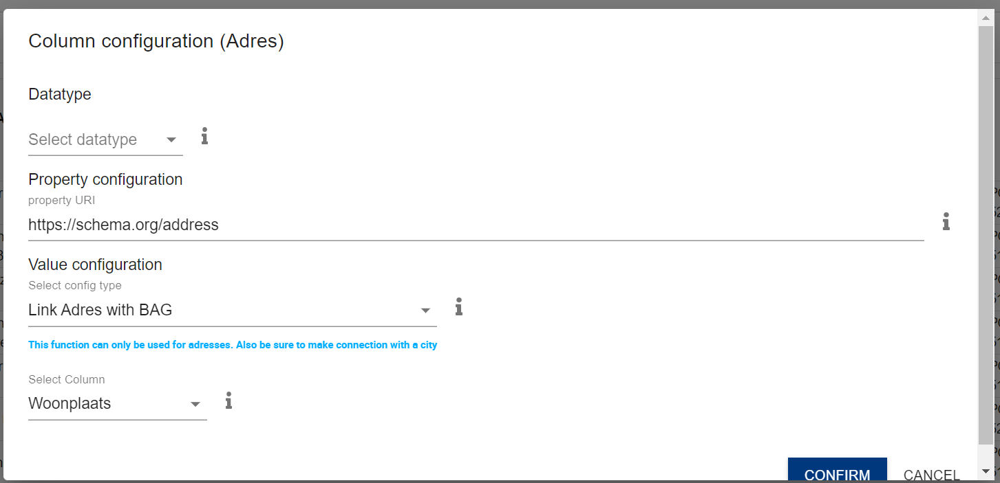 Column configuration (Adres)
Datatype
Select datatype
Property configuration
property URI
https://schema.org/address
Value configuration
Select config type
Link Adres with BAG
This function can only be used for adresses. Also be sure to make connection with a city
Select Column
Woonplaats
CONFIRM CANCEL